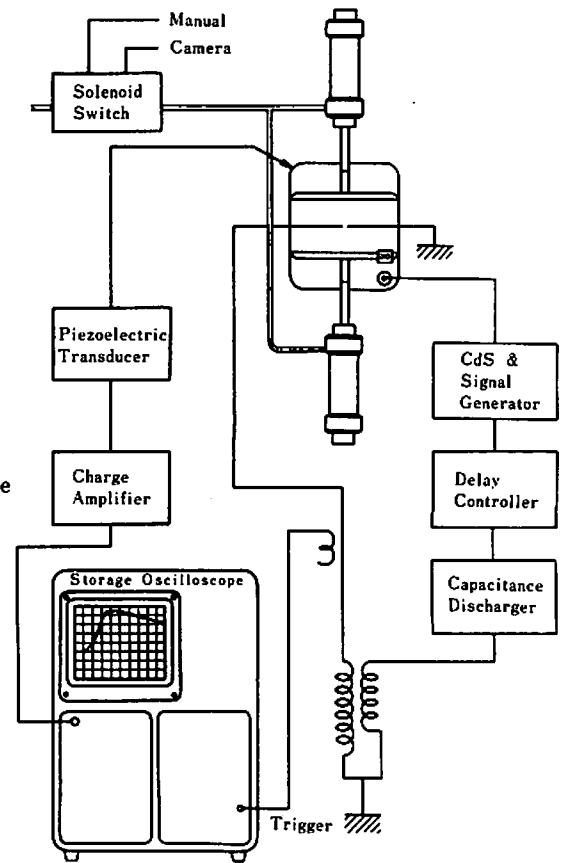 Manual
Camera
Solenoid
Switch
Piezoelectric
Transducer
CdS &
Signal
Generator
e
Charge
Amplifier
Delay
Controller
Storage Oscilloscope
Capacitance
Discharger
Trigger